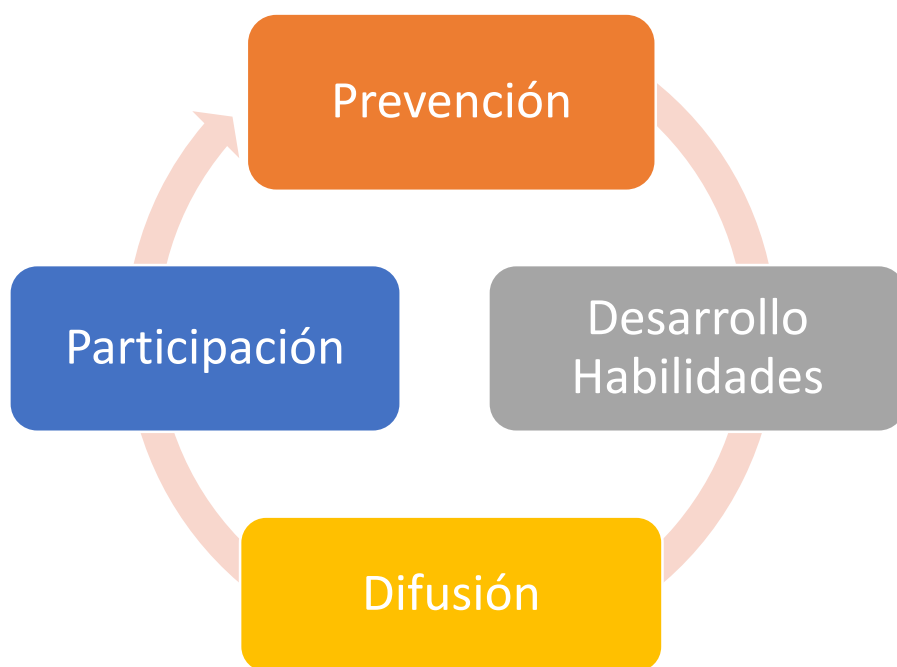 Prevención
Desarrollo
Habilidades
Participación
Difusión